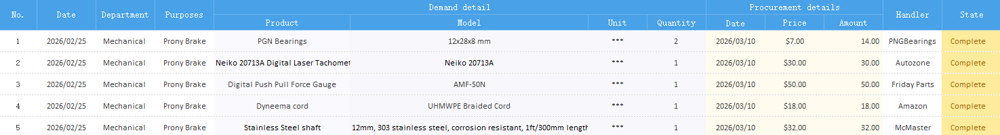 No. Date Department Purposes Demand detail Procurement details Handler State
Product Model Unit Quantity Date Price Amount
1 2026/02/25 Mechanical Prony Brake PGN Bearings 12x28x8 mm *** 2 2026/03/10 $7.00 14.00 PNGBearings Complete
2 2026/02/25 Mechanical Prony Brake Neiko 20713A Digital Laser Tachomet Neiko 20713A *** 1 2026/03/10 $30.00 30.00 Autozone Complete
3 2026/02/25 Mechanical Prony Brake Digital Push Pull Force Gauge AMF-50N *** 1 2026/03/10 $50.00 50.00 Friday Parts Complete
4 2026/02/25 Mechanical Prony Brake Dyneema cord UHMWPE Braided Cord *** 1 2026/03/10 $18.00 18.00 Amazon Complete
5 2026/02/25 Mechanical Prony Brake Stainless Steel shaft 12mm, 303 stainless steel, corrosion resistant, 1ft/300mm length *** 1 2026/03/10 $32.00 32.00 McMaster Complete